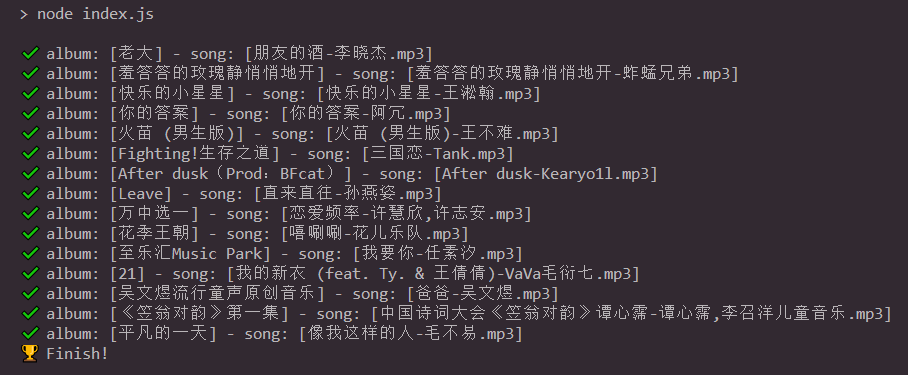 > node index.js
✔ album: [老大] - song: [朋友的酒-李晓杰.mp3]
✔ album: [羞答答的玫瑰静悄悄地开] - song: [羞答答的玫瑰静悄悄地开-蚱蜢兄弟.mp3]
✔ album: [快乐的小星星] - song: [快乐的小星星-王淞翰.mp3]
✔ album: [你的答案] - song: [你的答案-阿冗.mp3]
✔ album: [火苗 (男生版)] - song: [火苗 (男生版)-王不难.mp3]
✔ album: [Fighting!生存之道] - song: [三国恋-Tank.mp3]
✔ album: [After dusk（Prod：BFcat）] - song: [After dusk-Kearyo1l.mp3]
✔ album: [Leave] - song: [直来直往-孙燕姿.mp3]
✔ album: [万中选一] - song: [恋爱频率-许慧欣,许志安.mp3]
✔ album: [花季王朝] - song: [嘻唰唰-花儿乐队.mp3]
✔ album: [至乐汇Music Park] - song: [我要你-任素汐.mp3]
✔ album: [21] - song: [我的新衣 (feat. Ty. & 王倩倩)-VaVa毛衍七.mp3]
✔ album: [吴文煜流行童声原创音乐] - song: [爸爸-吴文煜.mp3]
✔ album: [《笠翁对韵》第一集] - song: [中国诗词大会《笠翁对韵》谭心霈-谭心霈,李召洋儿童音乐.mp3]
✔ album: [平凡的一天] - song: [像我这样的人-毛不易.mp3]
🏆 Finish!